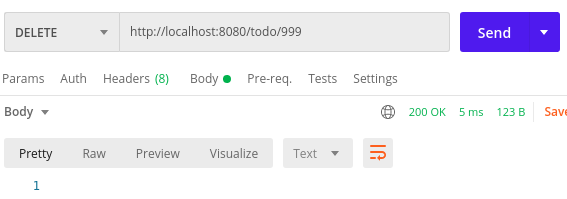 DELETE http://localhost:8080/todo/999 Send
Params Auth Headers (8) Body Pre-req. Tests Settings
Body 200 OK 5 ms 123 B Save
Pretty Raw Preview Visualize Text
1